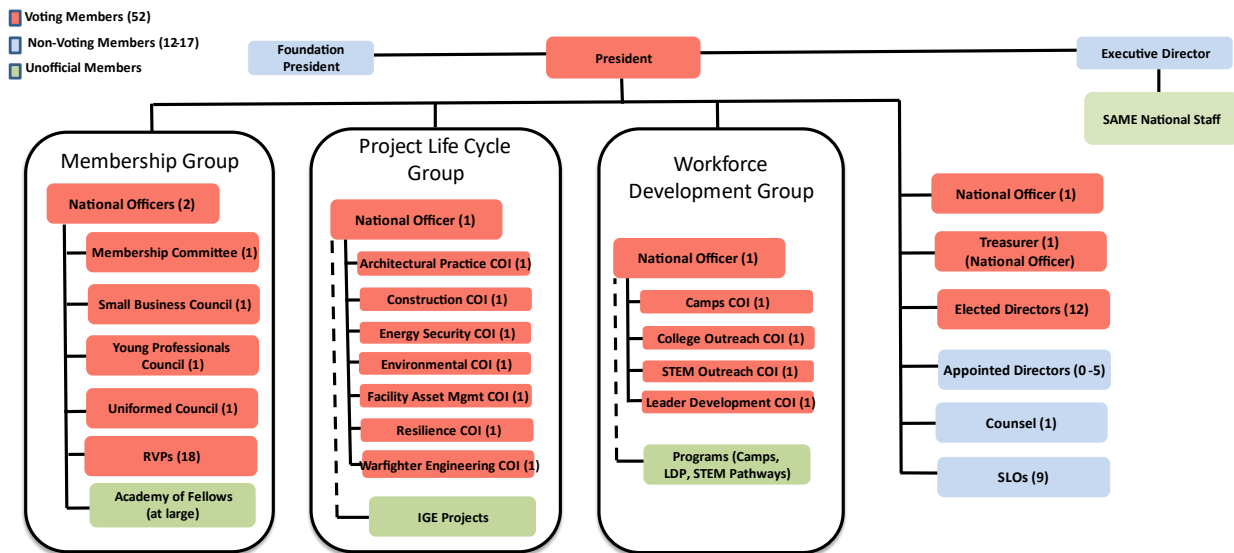 Voting Members (52)
Non-Voting Members (12-17)
Unofficial Members
Foundation
President
President
Executive Director
SAME National Staff
Membership Group
National Officers (2)
Membership Committee (1)
Small Business Council (1)
Young Professionals
Council (1)
Uniformed Council (1)
RVPs (18)
Academy of Fellows
(at large)
Project Life Cycle
Group
National Officer (1)
Architectural Practice COI (1)
Construction COI (1)
Energy Security COI (1)
Environmental COI (1)
Facility Asset Mgmt COI (1)
Resilience COI (1)
Warfighter Engineering COI (1)
IGE Projects
Workforce
Development Group
National Officer (1)
Camps COI (1)
College Outreach COI (1)
STEM Outreach COI (1)
Leader Development COI (1)
Programs (Camps,
LDP, STEM Pathways)
National Officer (1)
Treasurer (1)
(National Officer)
Elected Directors (12)
Appointed Directors (0-5)
Counsel (1)
SLOs (9)